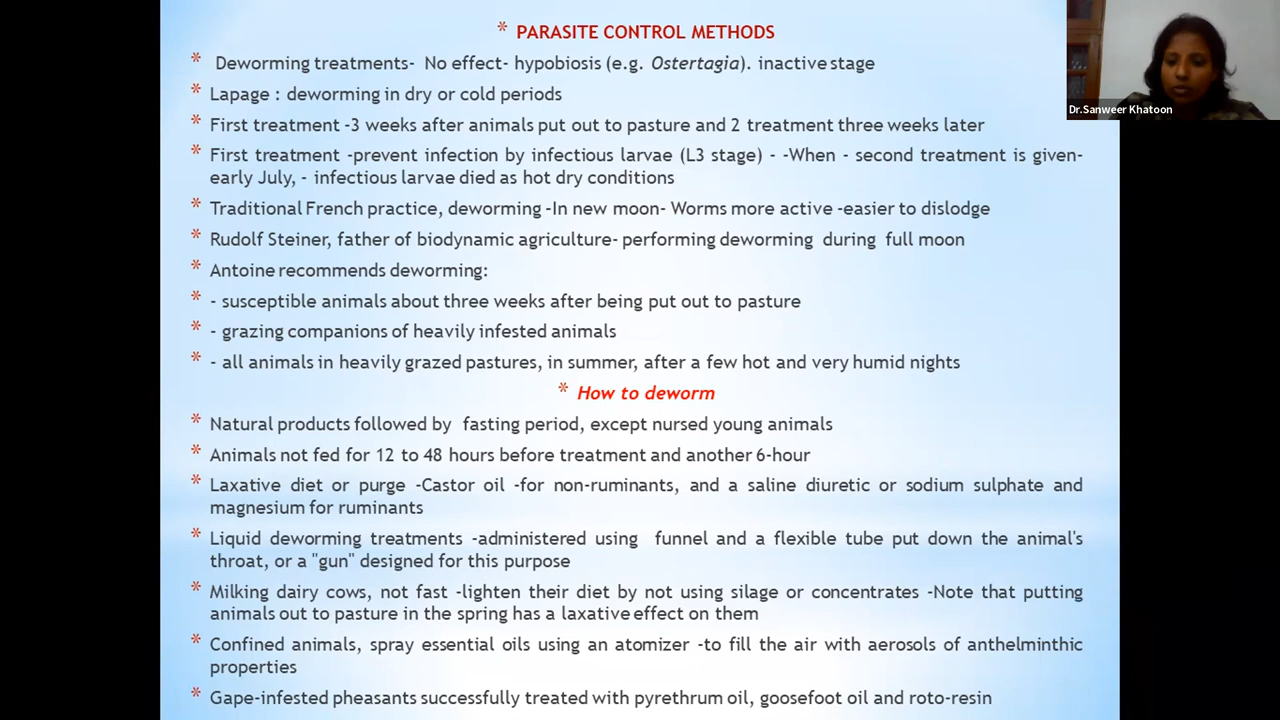 * PARASITE CONTROL METHODS
* Deworming treatments- No effect- hypobiosis (e.g. Ostertagia). inactive stage
* Lapage : deworming in dry or cold periods
* First treatment -3 weeks after animals put out to pasture and 2 treatment three weeks later
* First treatment -prevent infection by infectious larvae (L3 stage) - -When - second treatment is given-
early July, - infectious larvae died as hot dry conditions
* Traditional French practice, deworming -In new moon- Worms more active -easier to dislodge
* Rudolf Steiner, father of biodynamic agriculture- performing deworming during full moon
* Antoine recommends deworming:
* - susceptible animals about three weeks after being put out to pasture
* - grazing companions of heavily infested animals
* - all animals in heavily grazed pastures, in summer, after a few hot and very humid nights
* How to deworm
* Natural products followed by fasting period, except nursed young animals
* Animals not fed for 12 to 48 hours before treatment and another 6-hour
* Laxative diet or purge -Castor oil -for non-ruminants, and a saline diuretic or sodium sulphate and
magnesium for ruminants
* Liquid deworming treatments -administered using funnel and a flexible tube put down the animal's
throat, or a "gun" designed for this purpose
* Milking dairy cows, not fast -lighten their diet by not using silage or concentrates -Note that putting
animals out to pasture in the spring has a laxative effect on them
* Confined animals, spray essential oils using an atomizer -to fill the air with aerosols of anthelminthic
properties
* Gape-infested pheasants successfully treated with pyrethrum oil, goosefoot oil and roto-resin
Dr.Sanweer Khatoon